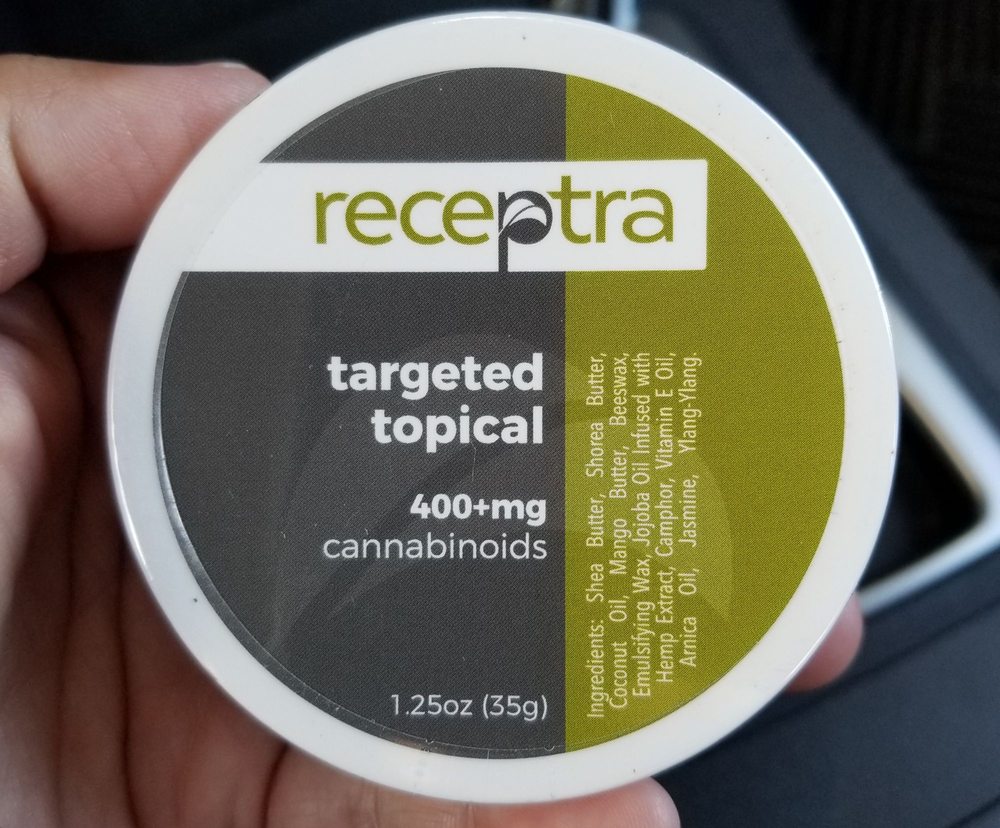 receptra
targeted
topical
400+mg
cannabinoids
1.25oz (35g)
Ingredients: Shea Butter, Shorea Butter,
Coconut Oil, Mango Butter, Beeswax,
Emulsifying Wax, Jojoba Oil Infused with
Hemp Extract, Camphor, Vitamin E Oil,
Arnica Oil, Jasmine, Ylang-Ylang.